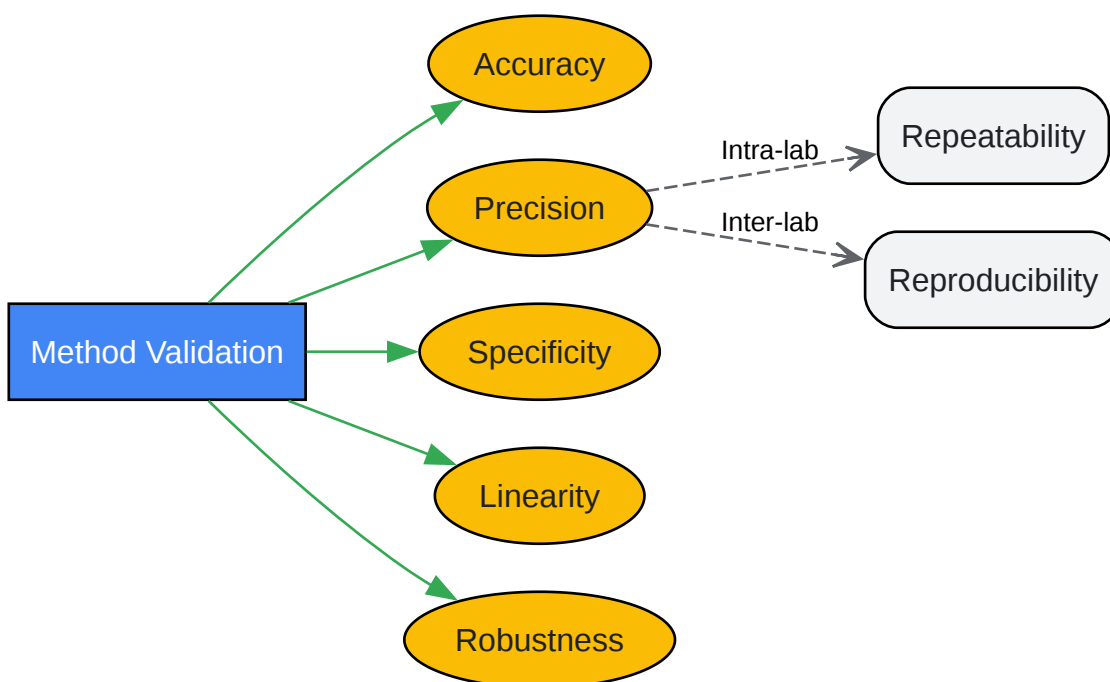 Accuracy
Intra-lab
Repeatability
Precision
Inter-lab
Reproducibility
Method Validation
Specificity
Linearity
Robustness